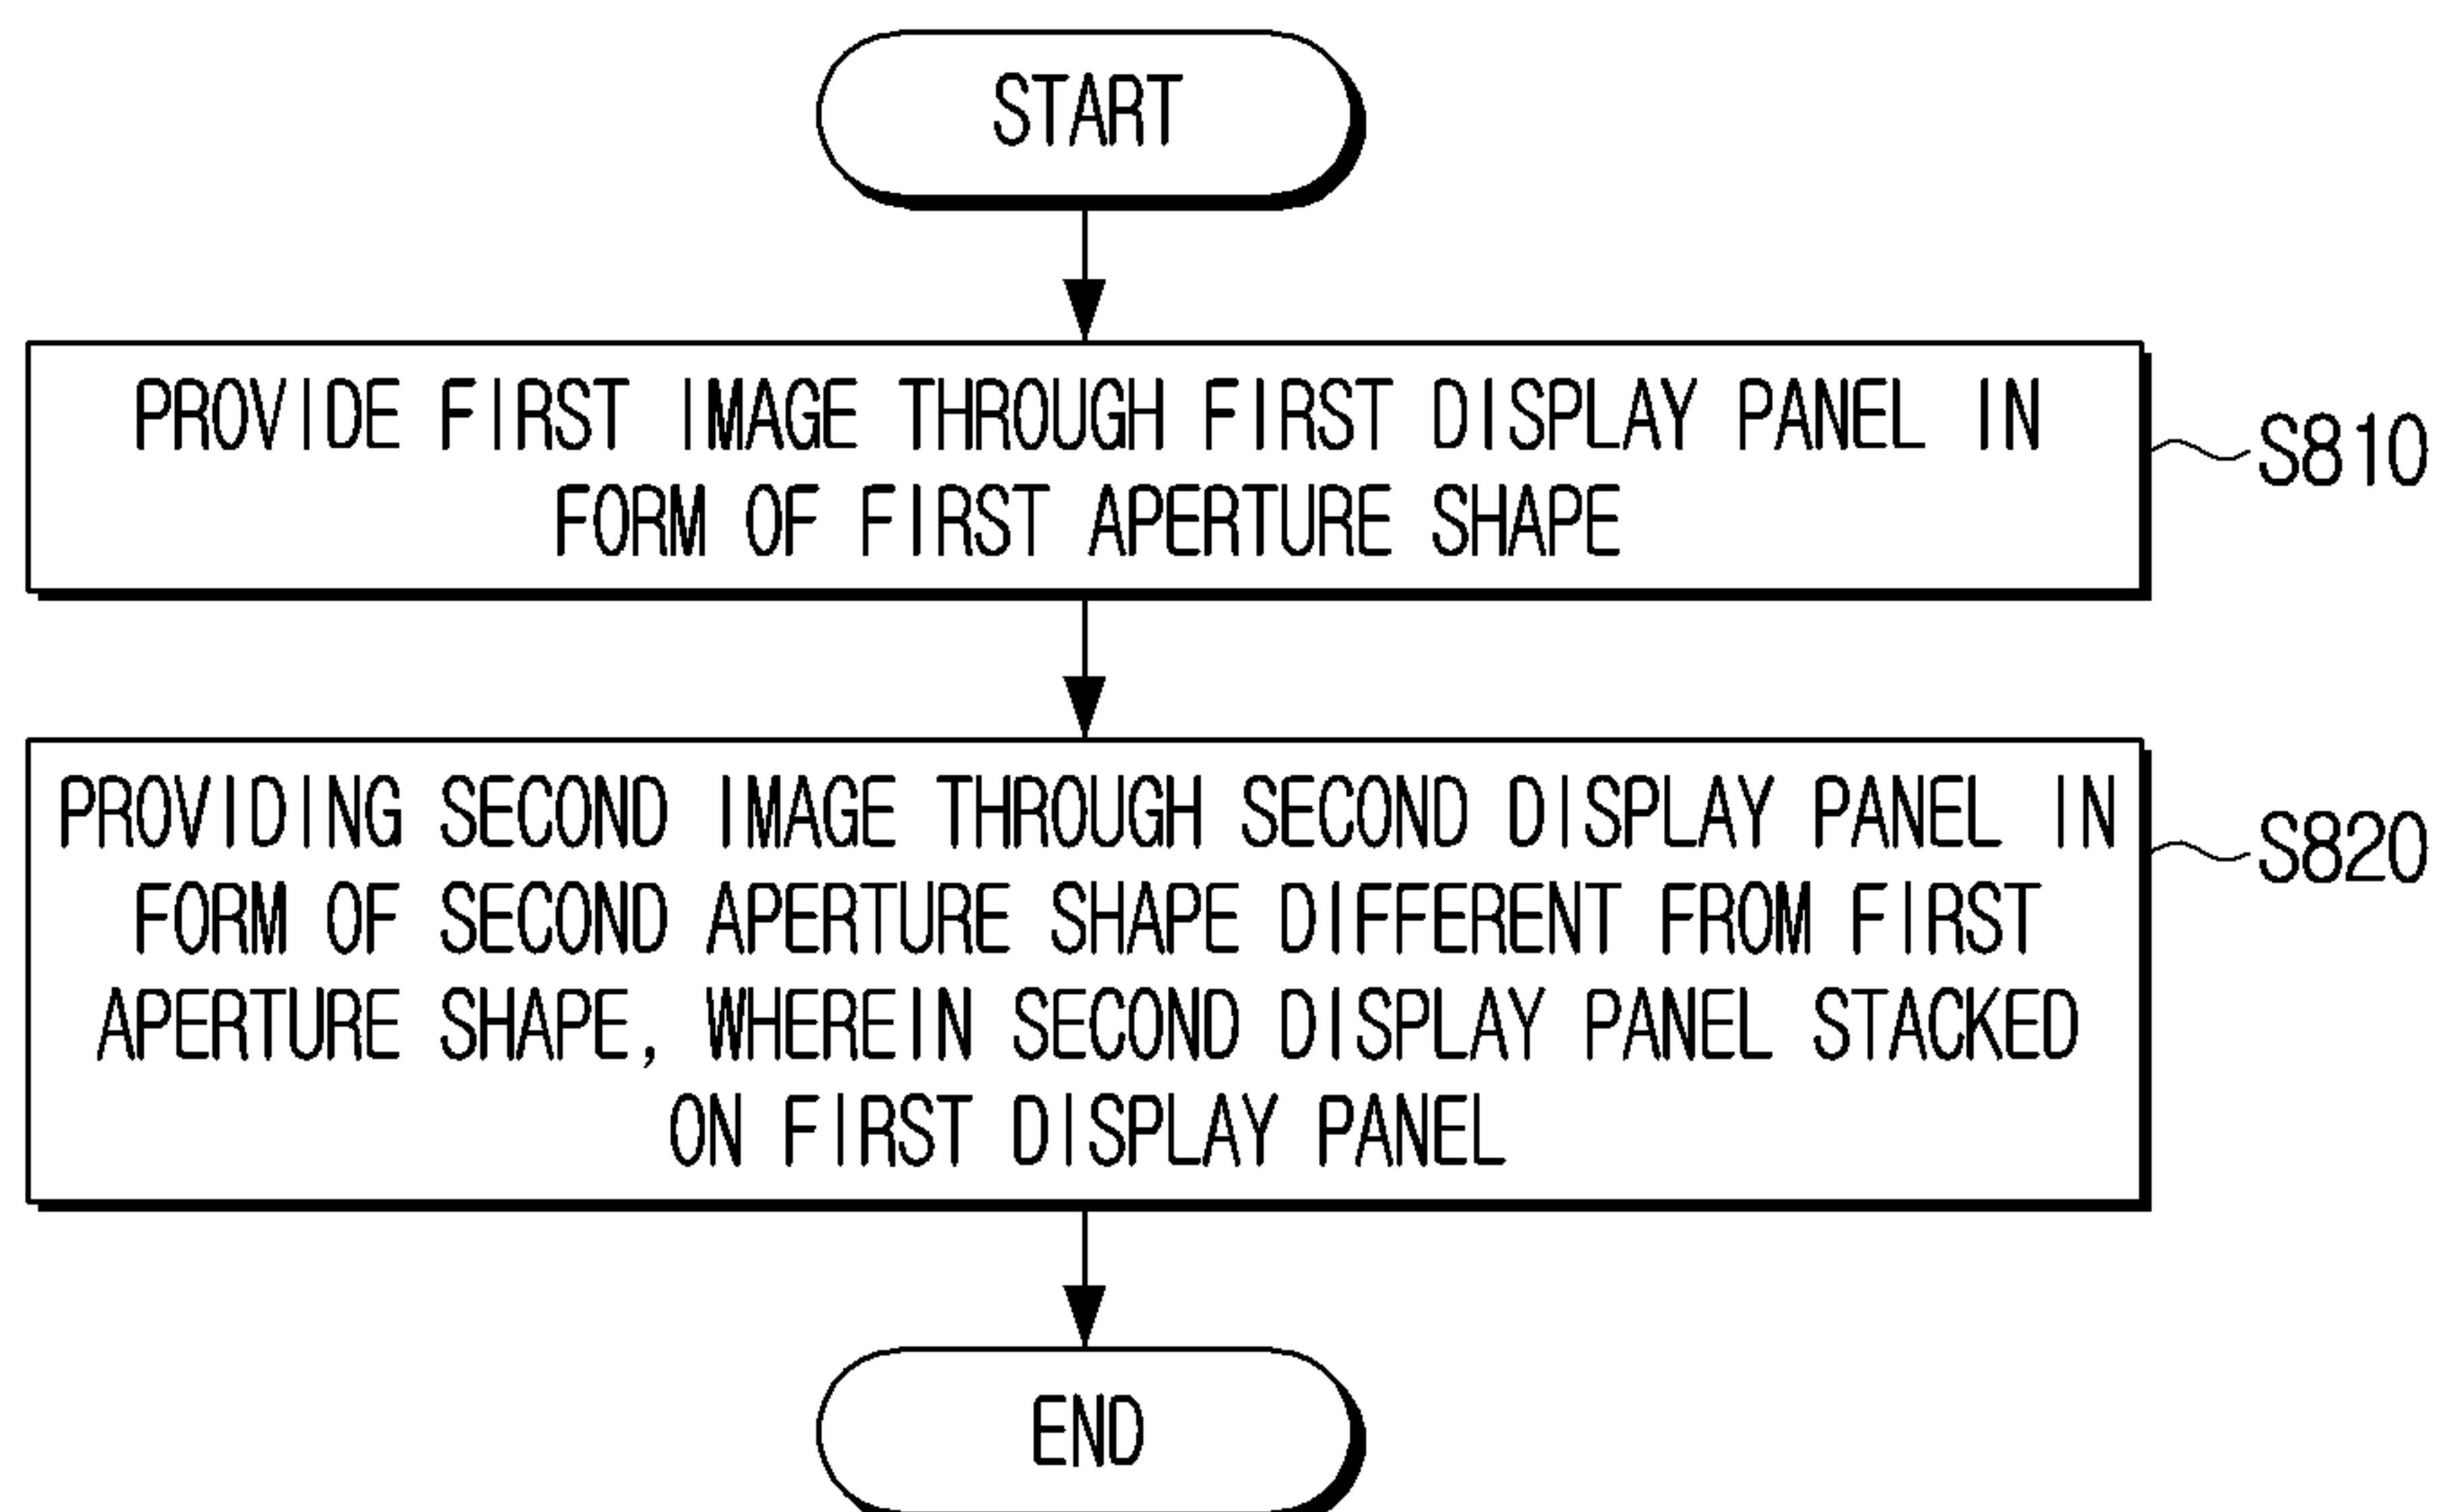 START
PROVIDE FIRST IMAGE THROUGH FIRST DISPLAY PANEL IN
FORM OF FIRST APERTURE SHAPE
S810
PROVIDING SECOND IMAGE THROUGH SECOND DISPLAY PANEL IN
FORM OF SECOND APERTURE SHAPE DIFFERENT FROM FIRST
APERTURE SHAPE, WHEREIN SECOND DISPLAY PANEL STACKED
ON FIRST DISPLAY PANEL
S820
END